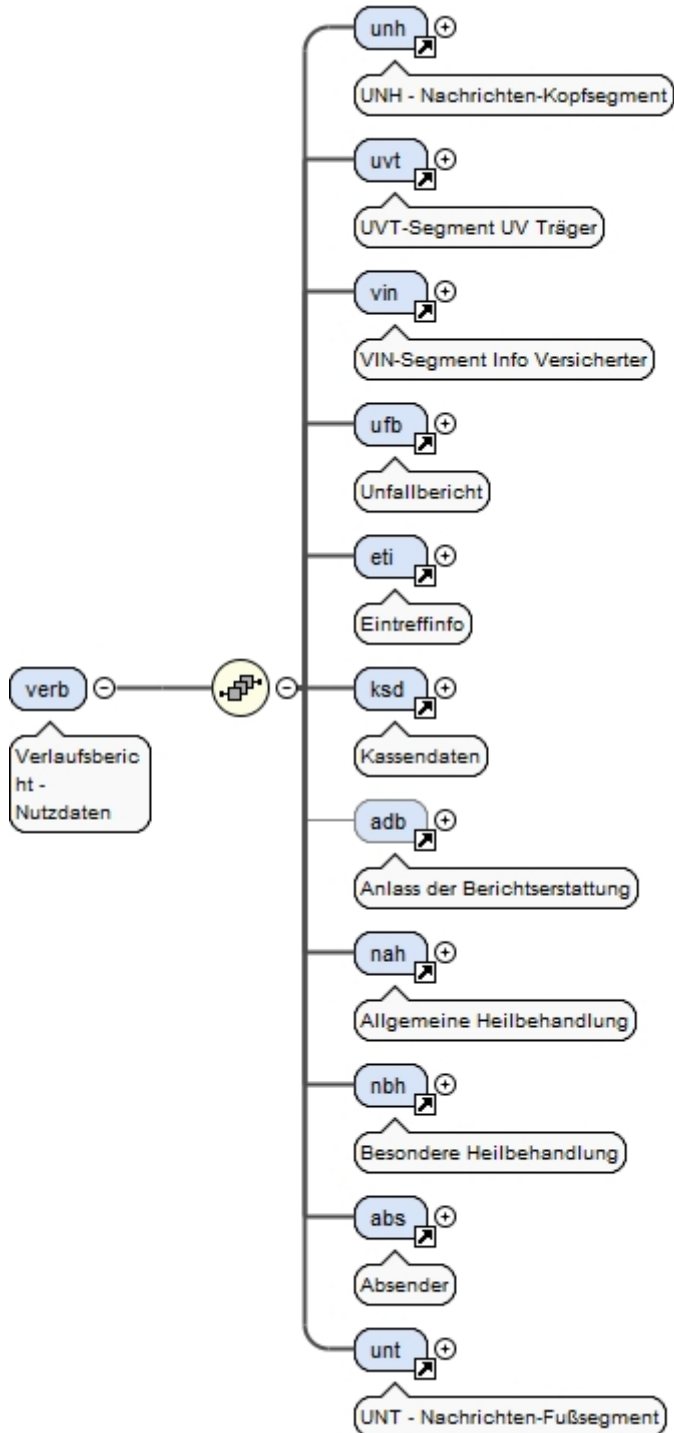 unh
UNH - Nachrichten-Kopfsegment
uvt
UVT-Segment UV Träger
vin
VIN-Segment Info Versicherter
ufb
Unfallbericht
eti
Eintreffinfo
verb
Verlaufsberic
ht -
Nutzdaten
ksd
Kassendaten
adb
Anlass der Berichtserstattung
nah
Allgemeine Heilbehandlung
nbh
Besondere Heilbehandlung
abs
Absender
unt
UNT - Nachrichten-Fußsegment